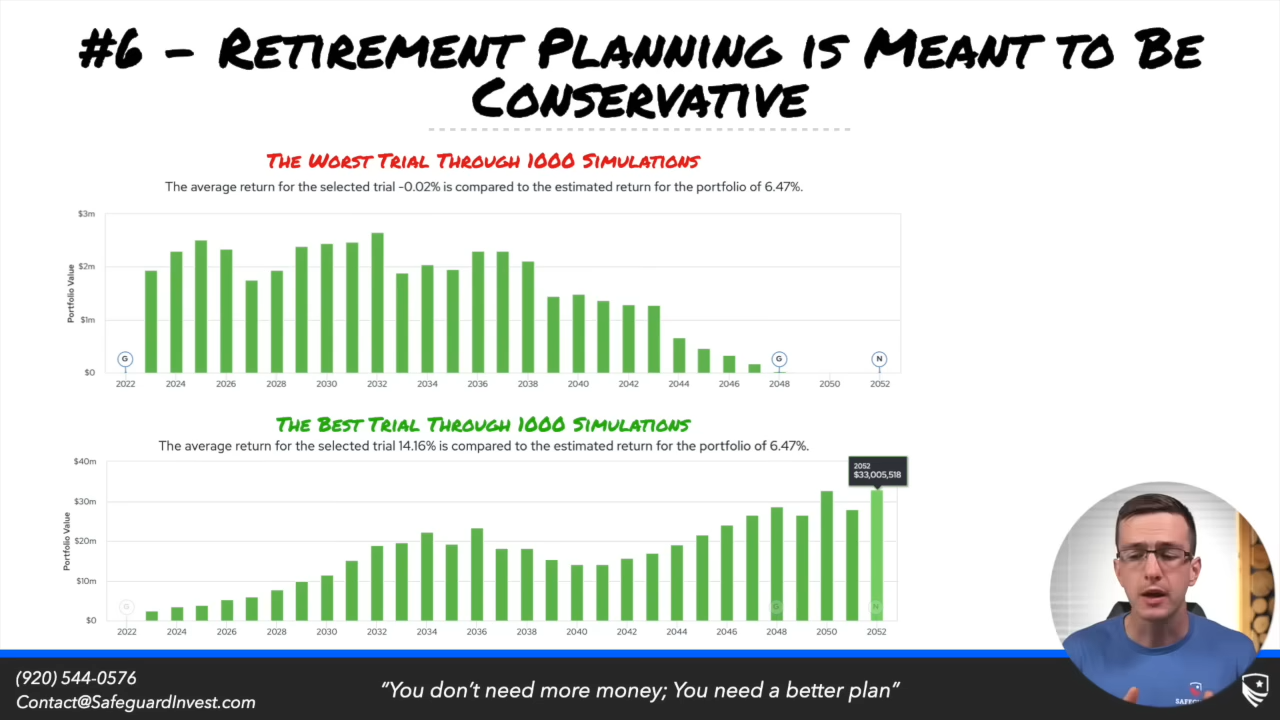 #6 - Retirement Planning is Meant to Be
Conservative
The Worst Trial Through 1000 Simulations
The average return for the selected trial -0.02% is compared to the estimated return for the portfolio of 6.47%.
Portfolio Value
$3m
$2m
$1m
$0
G
G
N
2022 2024 2026 2028 2030 2032 2034 2036 2038 2040 2042 2044 2046 2048 2050 2052
The Best Trial Through 1000 Simulations
The average return for the selected trial 14.16% is compared to the estimated return for the portfolio of 6.47%.
Portfolio Value
$40m
$30m
$20m
$10m
$0
2052
$33,005,518
G
G
N
2022 2024 2026 2028 2030 2032 2034 2036 2038 2040 2042 2044 2046 2048 2050 2052
(920) 544-0576
Contact@SafeguardInvest.com
"You don't need more money; You need a better plan"